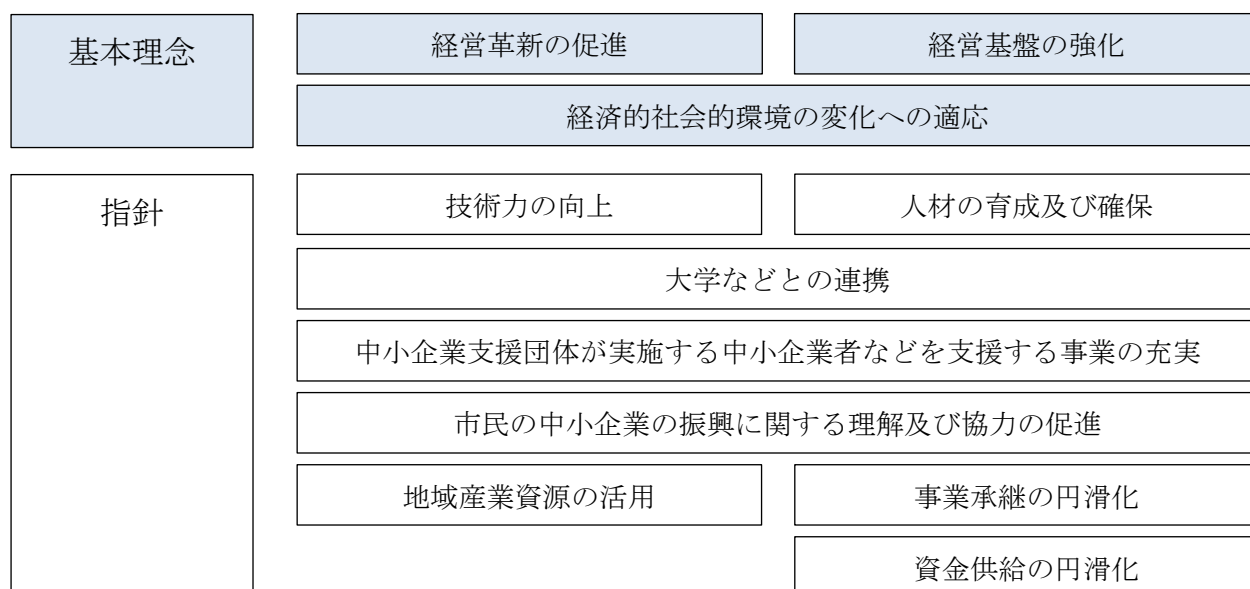 基本理念
経営革新の促進
経営基盤の強化
経済的社会的環境の変化への適応
指針
技術力の向上
人材の育成及び確保
大学などとの連携
中小企業支援団体が実施する中小企業者などを支援する事業の充実
市民の中小企業の振興に関する理解及び協力の促進
地域産業資源の活用
事業承継の円滑化
資金供給の円滑化